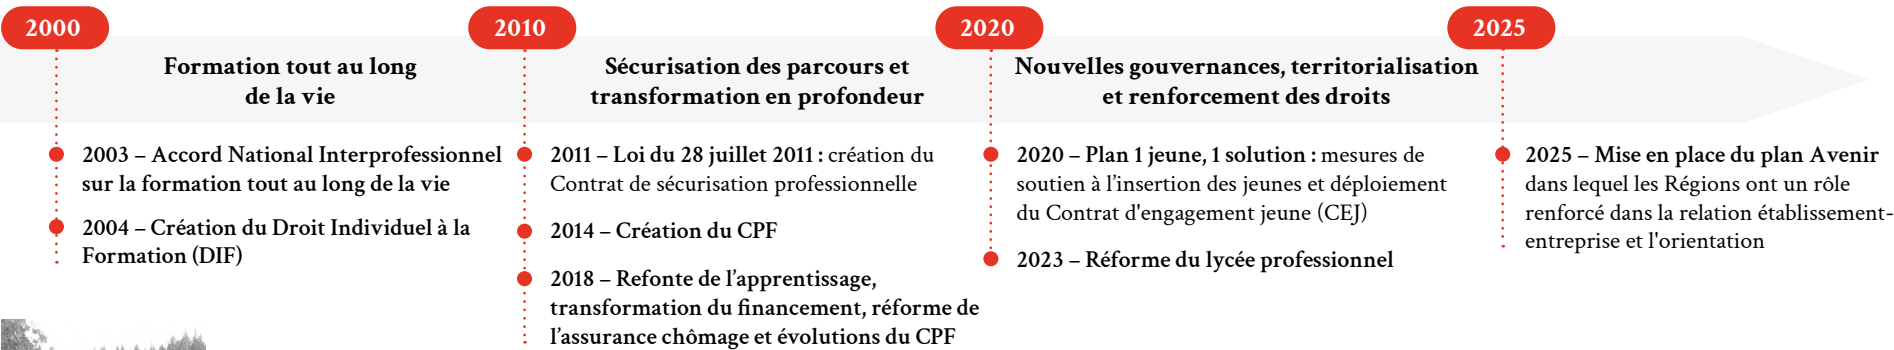 2000
Formation tout au long
de la vie
2003 – Accord National Interprofessionnel
sur la formation tout au long de la vie
2004 – Création du Droit Individuel à la
Formation (DIF)
2010
Sécurisation des parcours et
transformation en profondeur
2011 – Loi du 28 juillet 2011 : création du
Contrat de sécurisation professionnelle
2014 – Création du CPF
2018 – Refonte de l’apprentissage,
transformation du financement, réforme de
l’assurance chômage et évolutions du CPF
2020
Nouvelles gouvernances, territorialisation
et renforcement des droits
2020 – Plan 1 jeune, 1 solution : mesures de
soutien à l’insertion des jeunes et déploiement
du Contrat d'engagement jeune (CEJ)
2023 – Réforme du lycée professionnel
2025
2025 – Mise en place du plan Avenir
dans lequel les Régions ont un rôle
renforcé dans la relation établissement-
entreprise et l'orientation